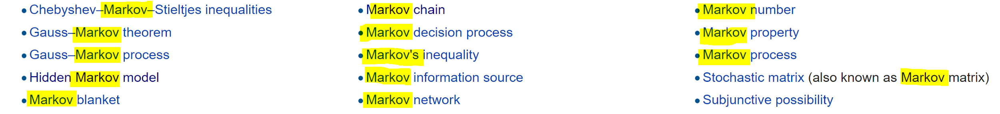 Chebyshev–Markov–Stieltjes inequalities
Gauss–Markov theorem
Gauss–Markov process
Hidden Markov model
Markov blanket
Markov chain
Markov decision process
Markov's inequality
Markov information source
Markov network
Markov number
Markov property
Markov process
Stochastic matrix (also known as Markov matrix)
Subjunctive possibility